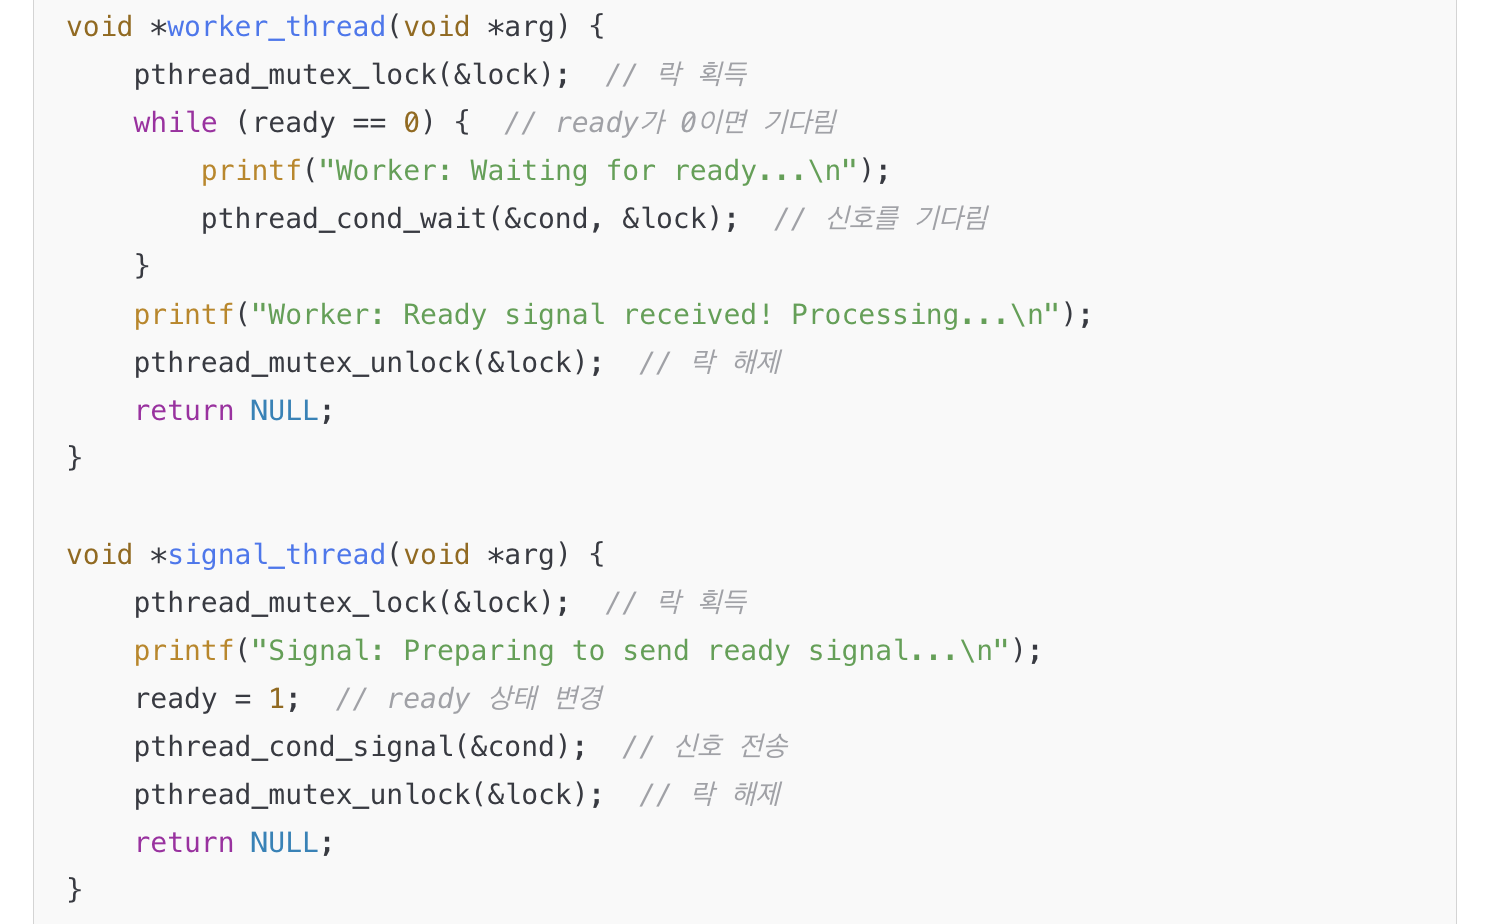 void *worker_thread(void *arg) {
    pthread_mutex_lock(&lock);  // 락 획득
    while (ready == 0) {  // ready가 0이면 기다림
        printf("Worker: Waiting for ready...\n");
        pthread_cond_wait(&cond, &lock);  // 신호를 기다림
    }
    printf("Worker: Ready signal received! Processing...\n");
    pthread_mutex_unlock(&lock);  // 락 해제
    return NULL;
}

void *signal_thread(void *arg) {
    pthread_mutex_lock(&lock);  // 락 획득
    printf("Signal: Preparing to send ready signal...\n");
    ready = 1;  // ready 상태 변경
    pthread_cond_signal(&cond);  // 신호 전송
    pthread_mutex_unlock(&lock);  // 락 해제
    return NULL;
}